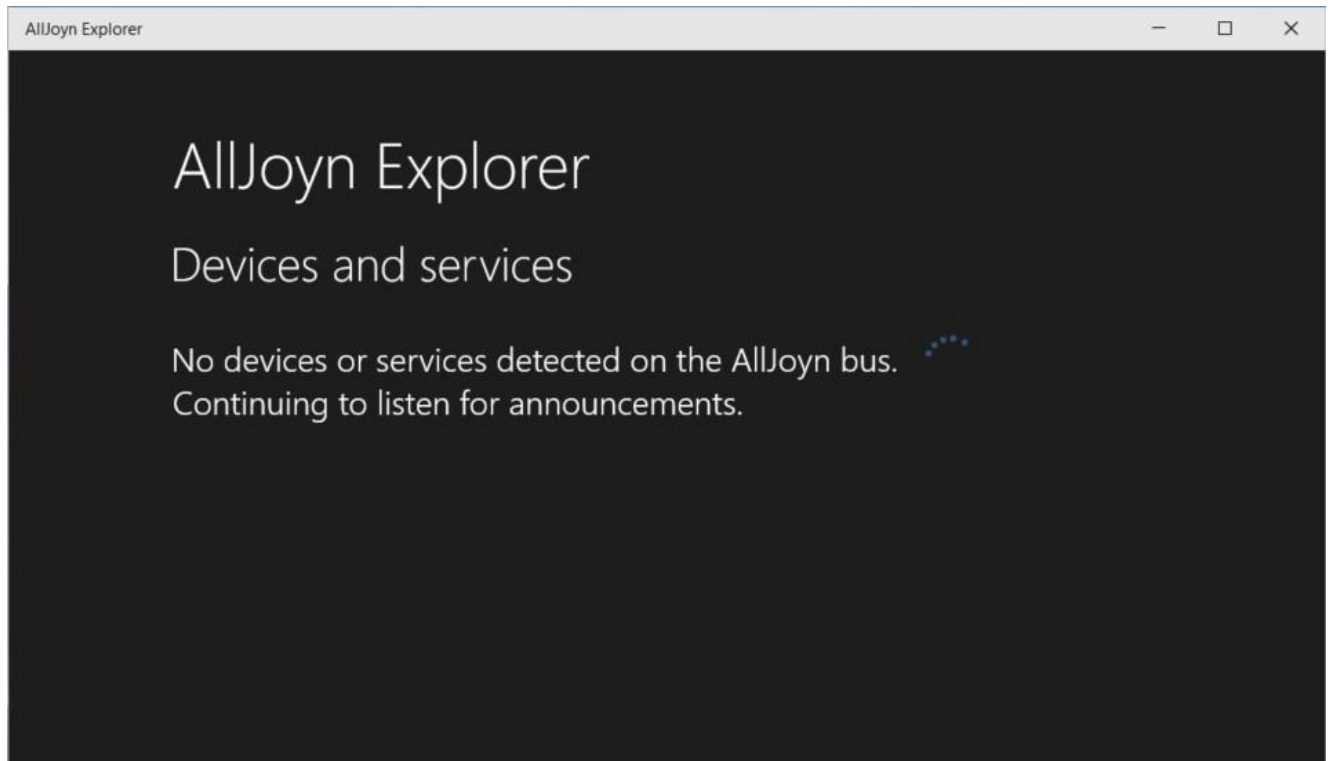 AllJoyn Explorer
AllJoyn Explorer
Devices and services
No devices or services detected on the AllJoyn bus.
Continuing to listen for announcements.